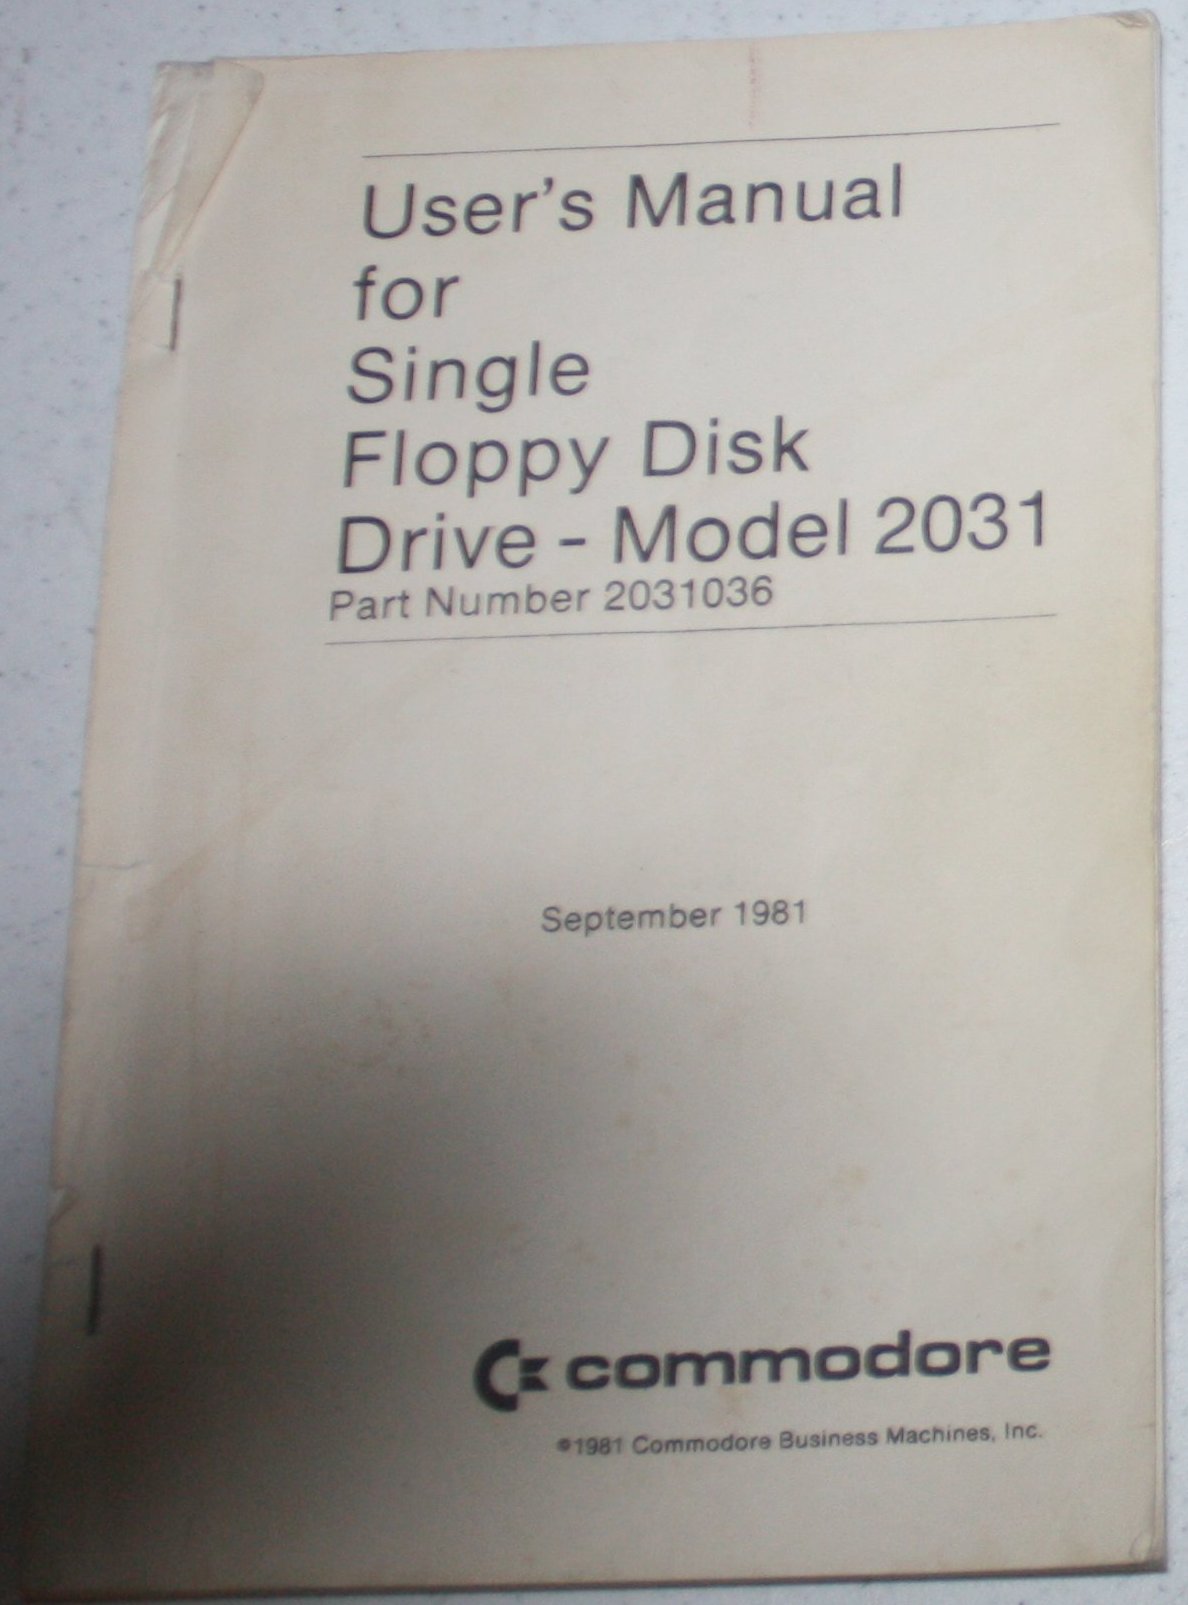 User's Manual
for
Single
Floppy Disk
Drive - Model 2031
Part Number 2031036
September 1981
commodore
©1981 Commodore Business Machines, Inc.